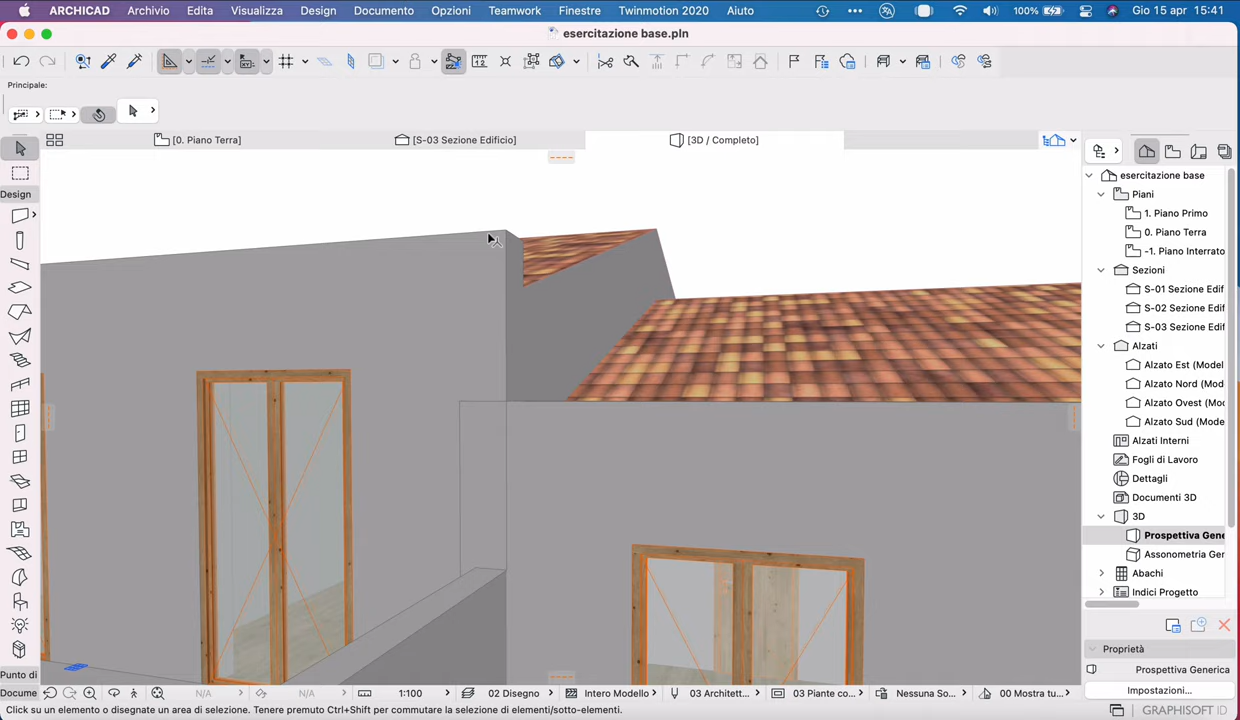 ARCHICAD Archivio Edita Visualizza Design Documento Opzioni Teamwork Finestre Twinmotion 2020 Aiuto 100% Gio 15 apr 15:41
esercitazione base.pln
Principale:
[0. Piano Terra]
[S-03 Sezione Edificio]
[3D / Completo]
Design
esercitazione base
Piani
1. Piano Primo
0. Piano Terra
-1. Piano Interrato
Sezioni
S-01 Sezione Edif
S-02 Sezione Edif
S-03 Sezione Edif
Alzati
Alzato Est (Model
Alzato Nord (Mod
Alzato Ovest (Mo
Alzato Sud (Mode
Alzati Interni
Fogli di Lavoro
Dettagli
Documenti 3D
3D
Prospettiva Gene
Assonometria Ger
Abachi
Indici Progetto
Proprietà
Prospettiva Generica
Impostazioni...
Punto di
Docume
N/A
N/A
1:100
02 Disegno
Intero Modello
03 Architett...
03 Piante co...
Nessuna So...
00 Mostra tu...
Click su un elemento o disegnate un area di selezione. Tenere premuto Ctrl+Shift per commutare la selezione di elementi/sotto-elementi.
GRAPHISOFT ID